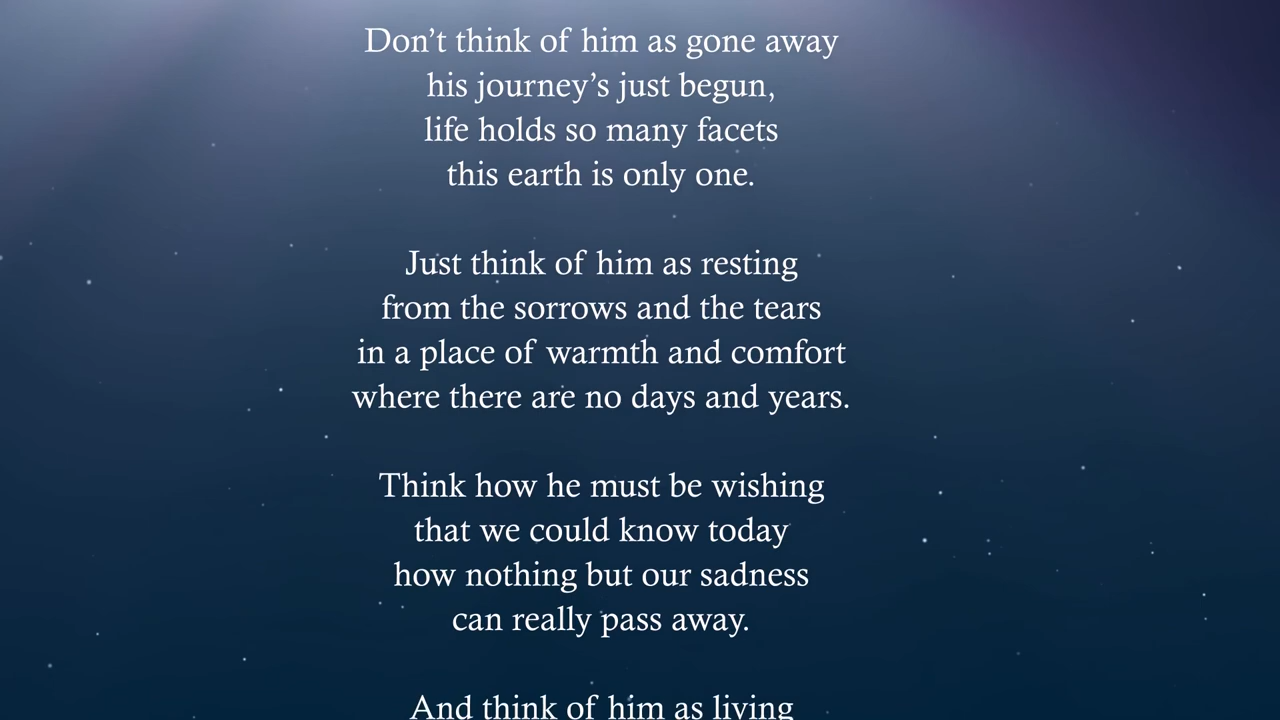 Don’t think of him as gone away
his journey’s just begun,
life holds so many facets
this earth is only one.
Just think of him as resting
from the sorrows and the tears
in a place of warmth and comfort
where there are no days and years.
Think how he must be wishing
that we could know today
how nothing but our sadness
can really pass away.
And think of him as living